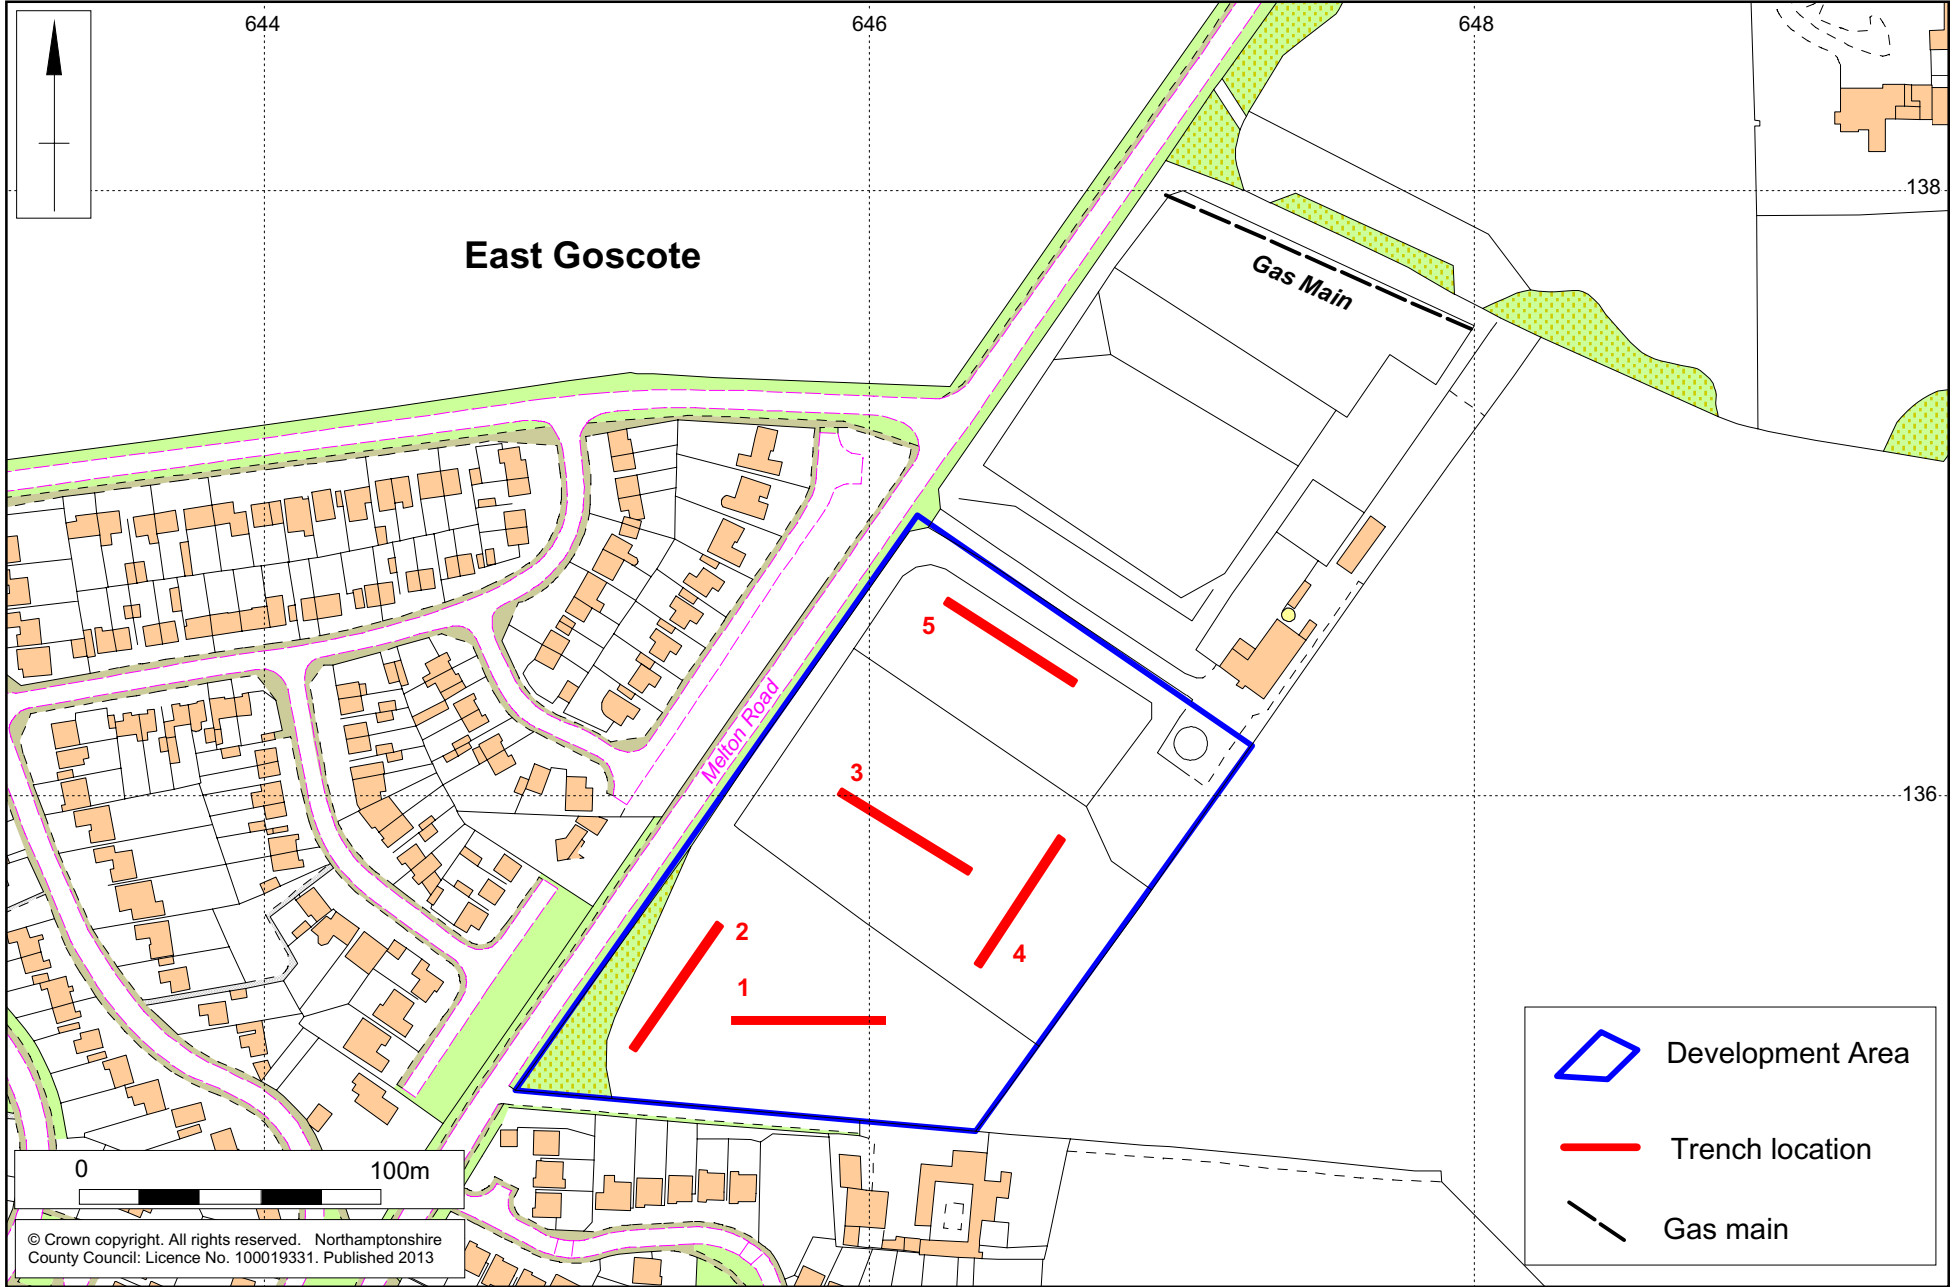 644
646
648
138
East Goscote
Gas Main
5
Melton Road
3
136
2
4
1
Development Area
Trench location
Gas main
0 100m
© Crown copyright. All rights reserved. Northamptonshire
County Council: Licence No. 100019331. Published 2013